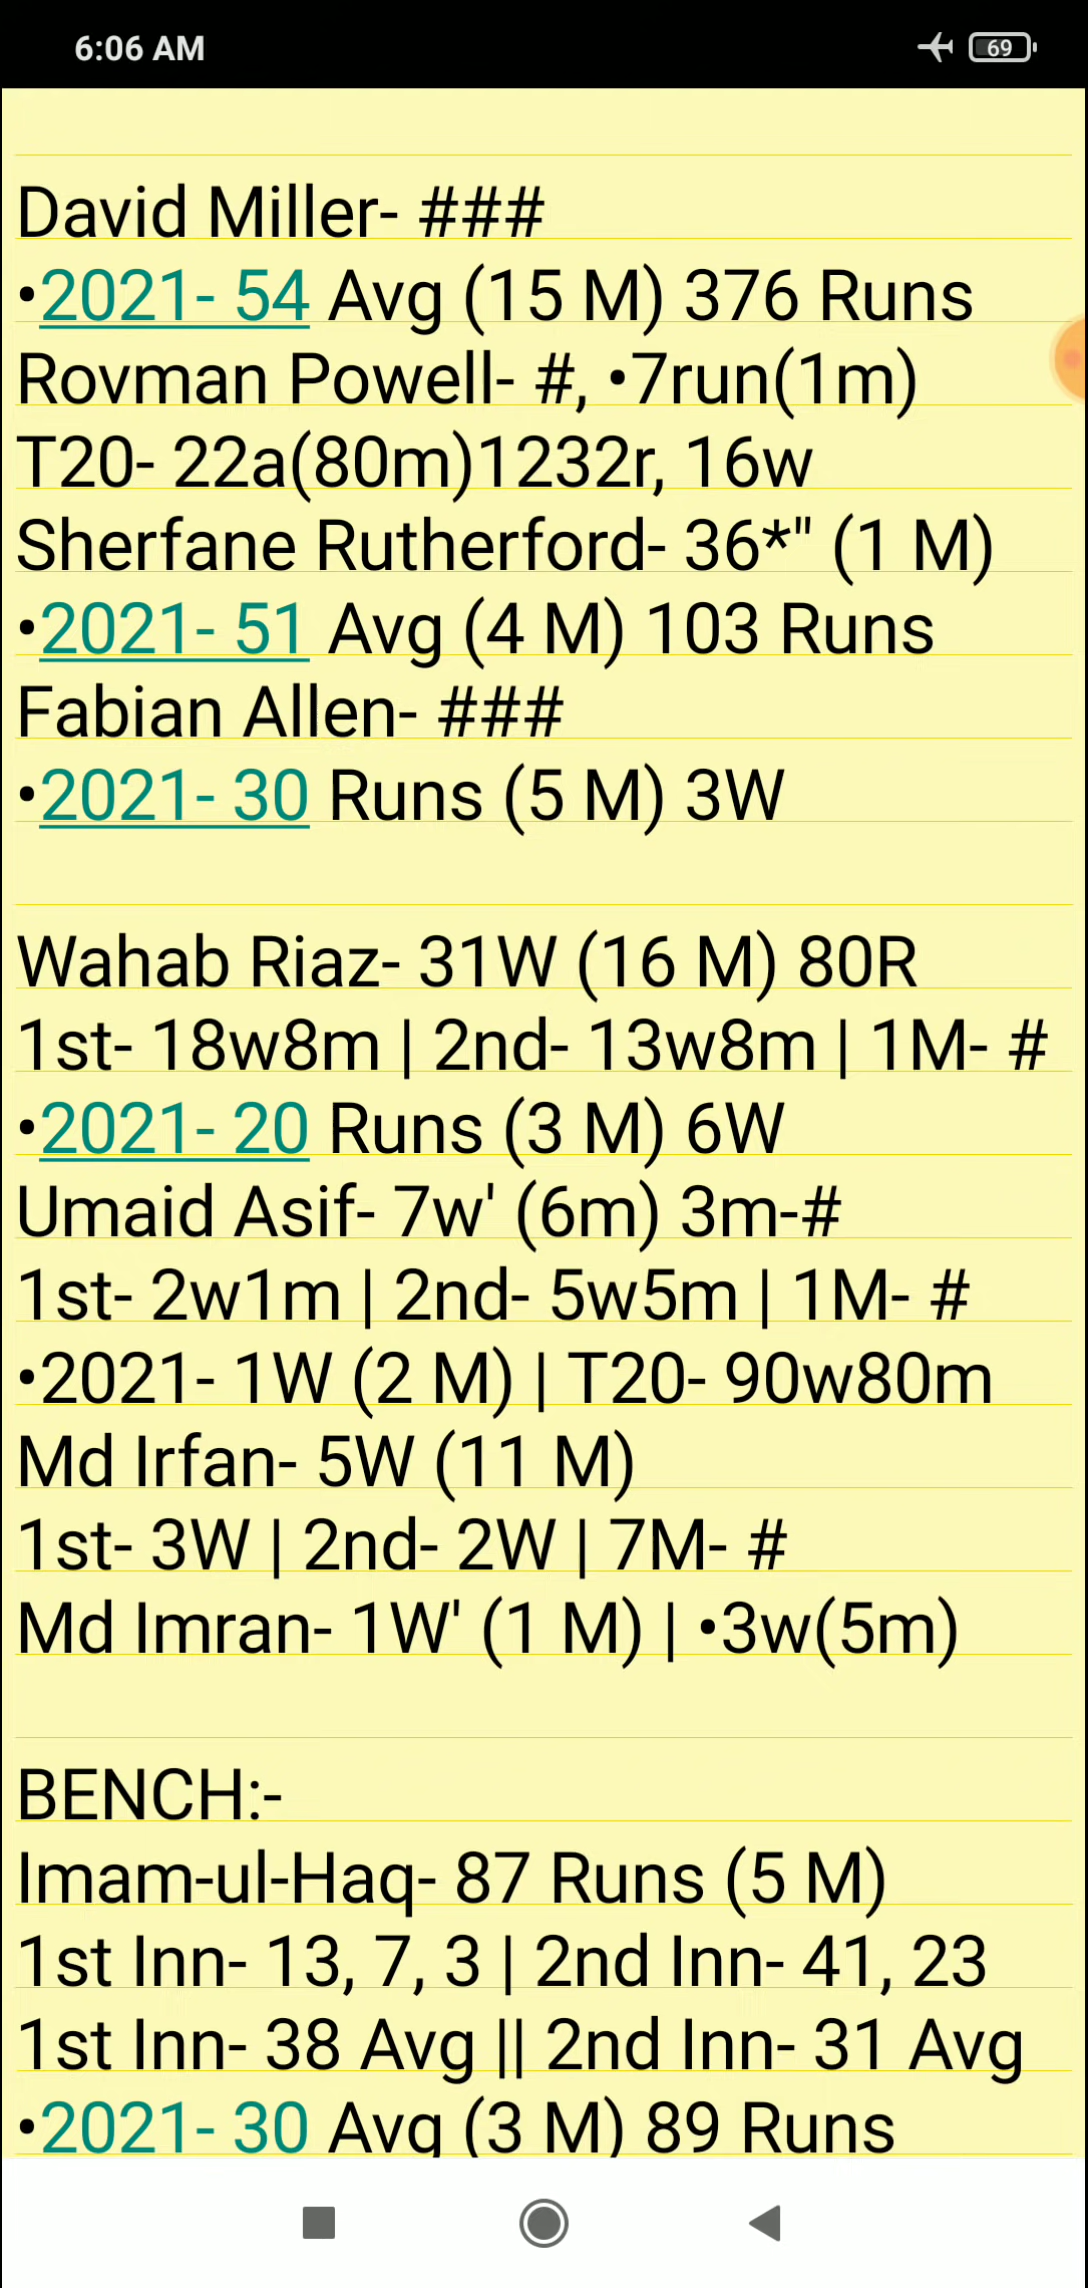 6:06 AM
69
David Miller- ###
•2021- 54 Avg (15 M) 376 Runs
Rovman Powell- #, •7run(1m)
T20- 22a(80m)1232r, 16w
Sherfane Rutherford- 36*" (1 M)
•2021- 51 Avg (4 M) 103 Runs
Fabian Allen- ###
•2021- 30 Runs (5 M) 3W
Wahab Riaz- 31W (16 M) 80R
1st- 18w8m | 2nd- 13w8m | 1M- #
•2021- 20 Runs (3 M) 6W
Umaid Asif- 7w' (6m) 3m-#
1st- 2w1m | 2nd- 5w5m | 1M- #
•2021- 1W (2 M) | T20- 90w80m
Md Irfan- 5W (11 M)
1st- 3W | 2nd- 2W | 7M- #
Md Imran- 1W' (1 M) | •3w(5m)
BENCH:-
Imam-ul-Haq- 87 Runs (5 M)
1st Inn- 13, 7, 3 | 2nd Inn- 41, 23
1st Inn- 38 Avg || 2nd Inn- 31 Avg
•2021- 30 Avg (3 M) 89 Runs